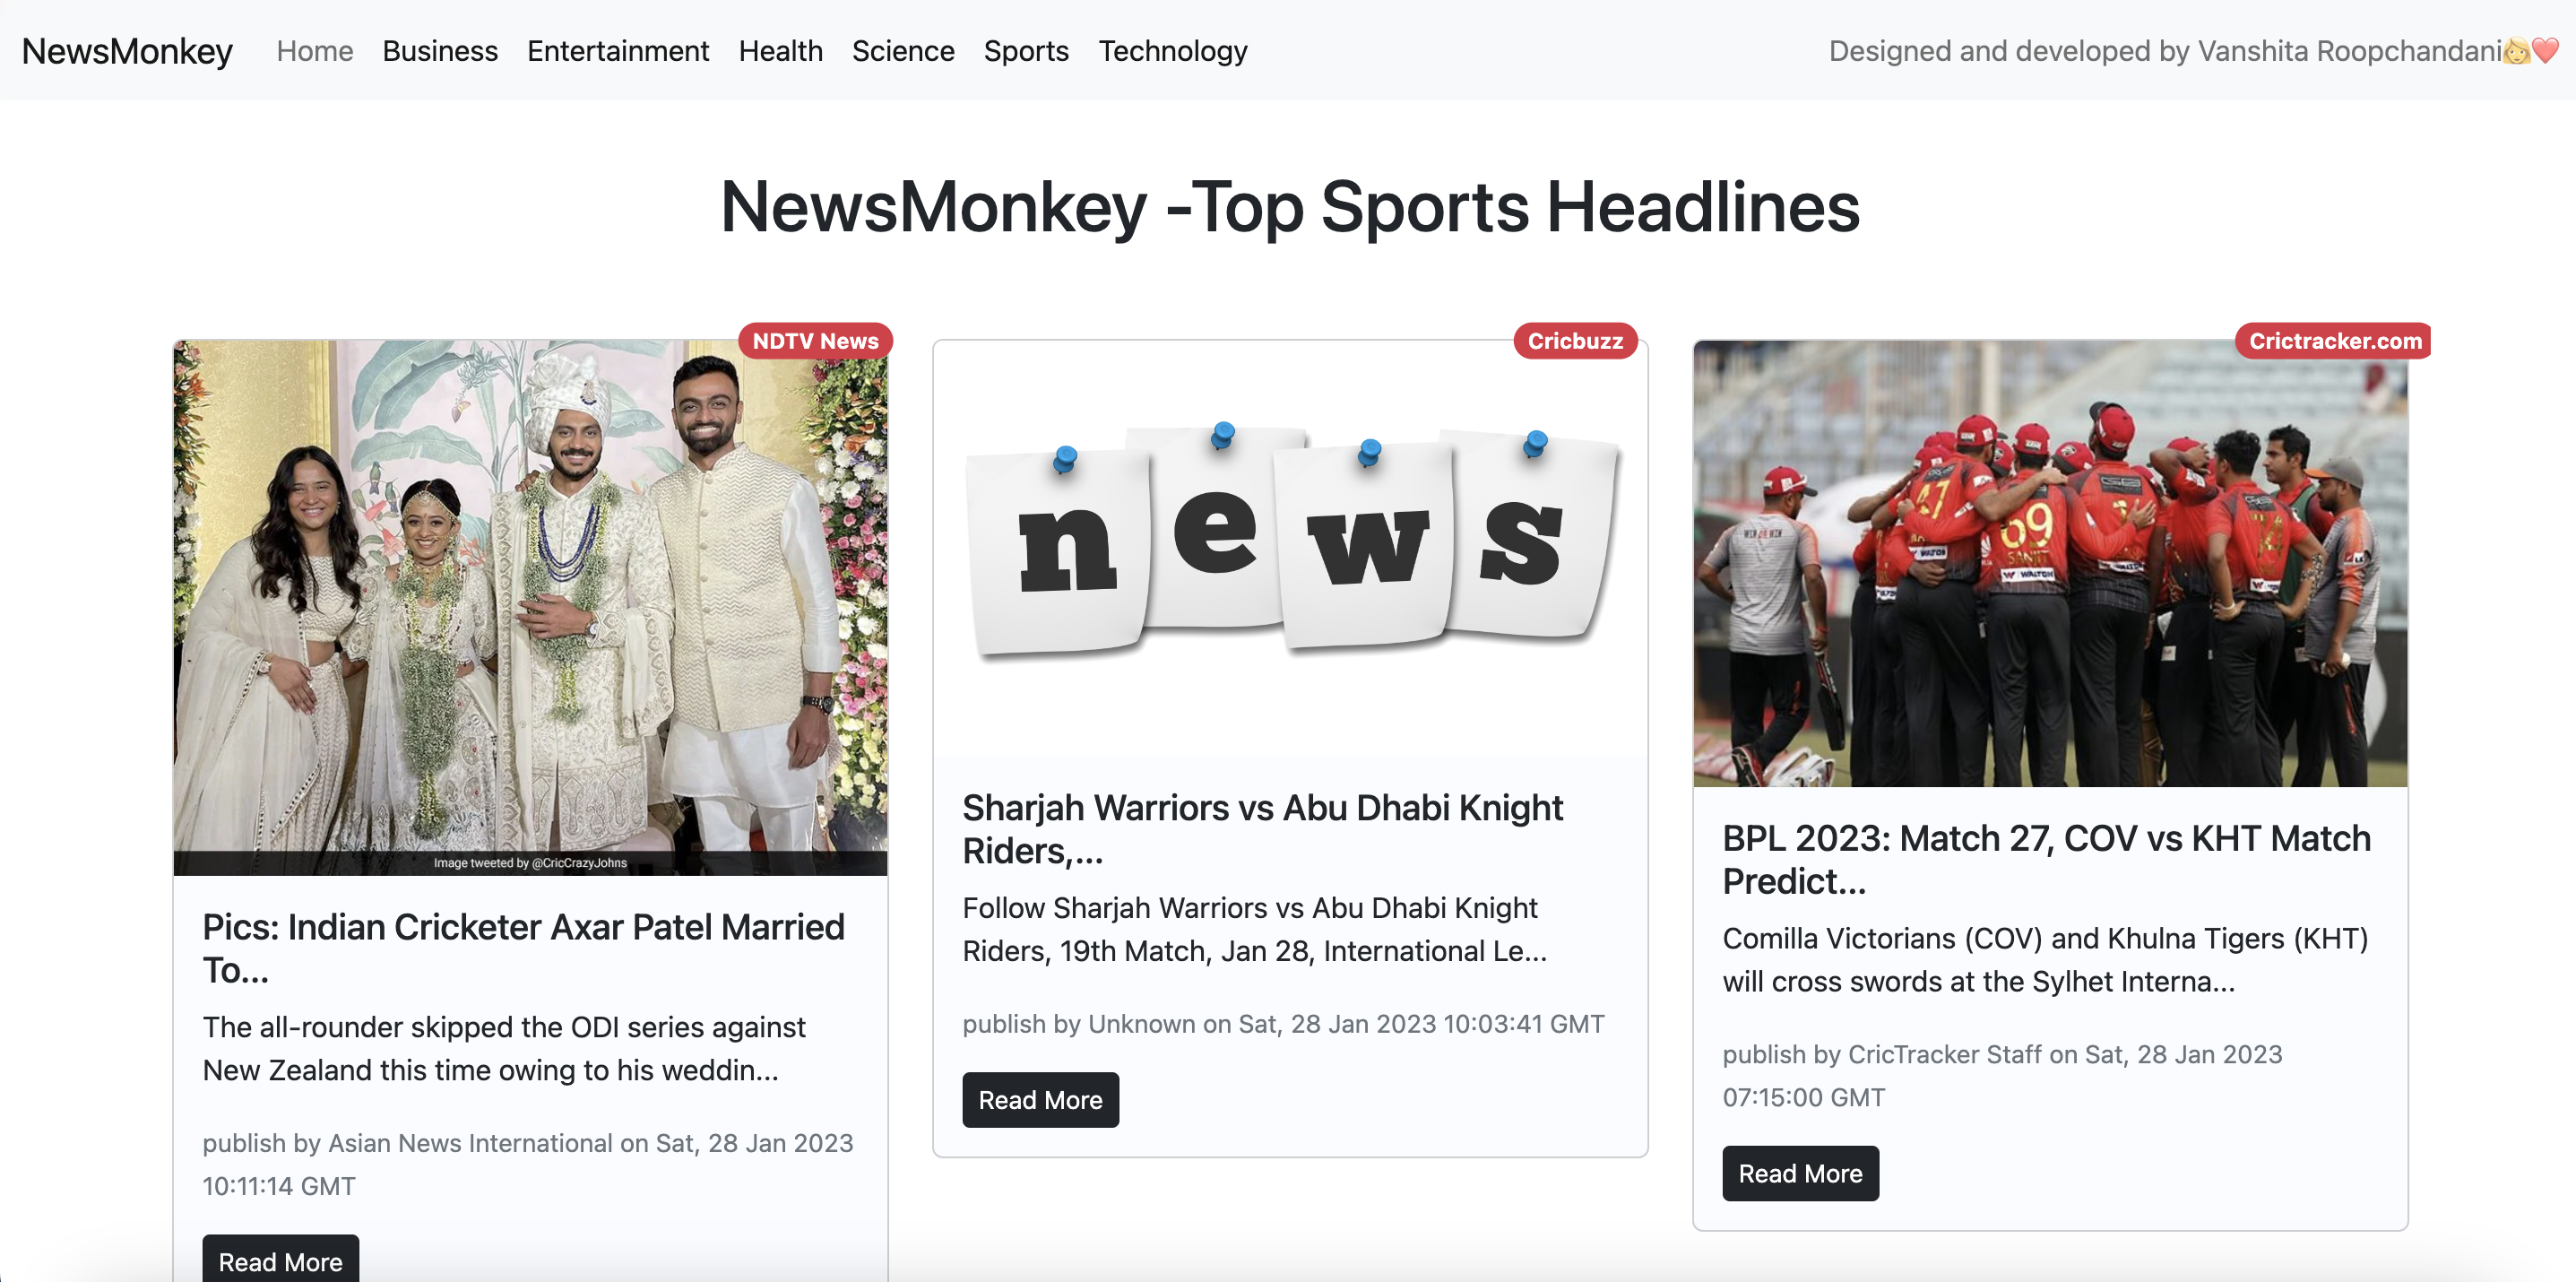 NewsMonkey Home Business Entertainment Health Science Sports Technology Designed and developed by Vanshita Roopchandani👩🏼❤️
NewsMonkey -Top Sports Headlines
NDTV News
Image tweeted by @CricCrazyJohns
Pics: Indian Cricketer Axar Patel Married
To...
The all-rounder skipped the ODI series against
New Zealand this time owing to his weddin...
publish by Asian News International on Sat, 28 Jan 2023
10:11:14 GMT
Read More
Cricbuzz
news
Sharjah Warriors vs Abu Dhabi Knight
Riders,...
Follow Sharjah Warriors vs Abu Dhabi Knight
Riders, 19th Match, Jan 28, International Le...
publish by Unknown on Sat, 28 Jan 2023 10:03:41 GMT
Read More
Crictracker.com
47
69
WALTON
WALTON
BPL 2023: Match 27, COV vs KHT Match
Predict...
Comilla Victorians (COV) and Khulna Tigers (KHT)
will cross swords at the Sylhet Interna...
publish by CricTracker Staff on Sat, 28 Jan 2023
07:15:00 GMT
Read More